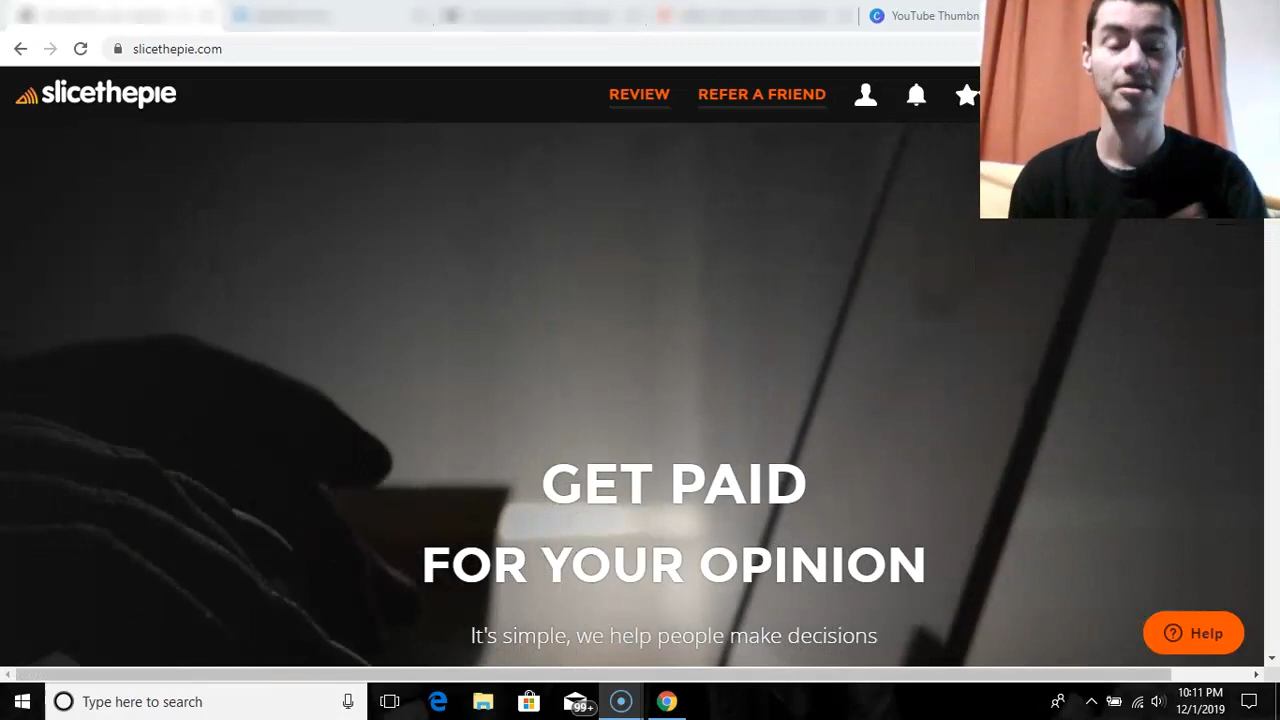 YouTube Thumbn
slicethepie.com
slicethepie
REVIEW
REFER A FRIEND
GET PAID
FOR YOUR OPINION
It's simple, we help people make decisions
Help
Type here to search
99+
10:11 PM
12/1/2019